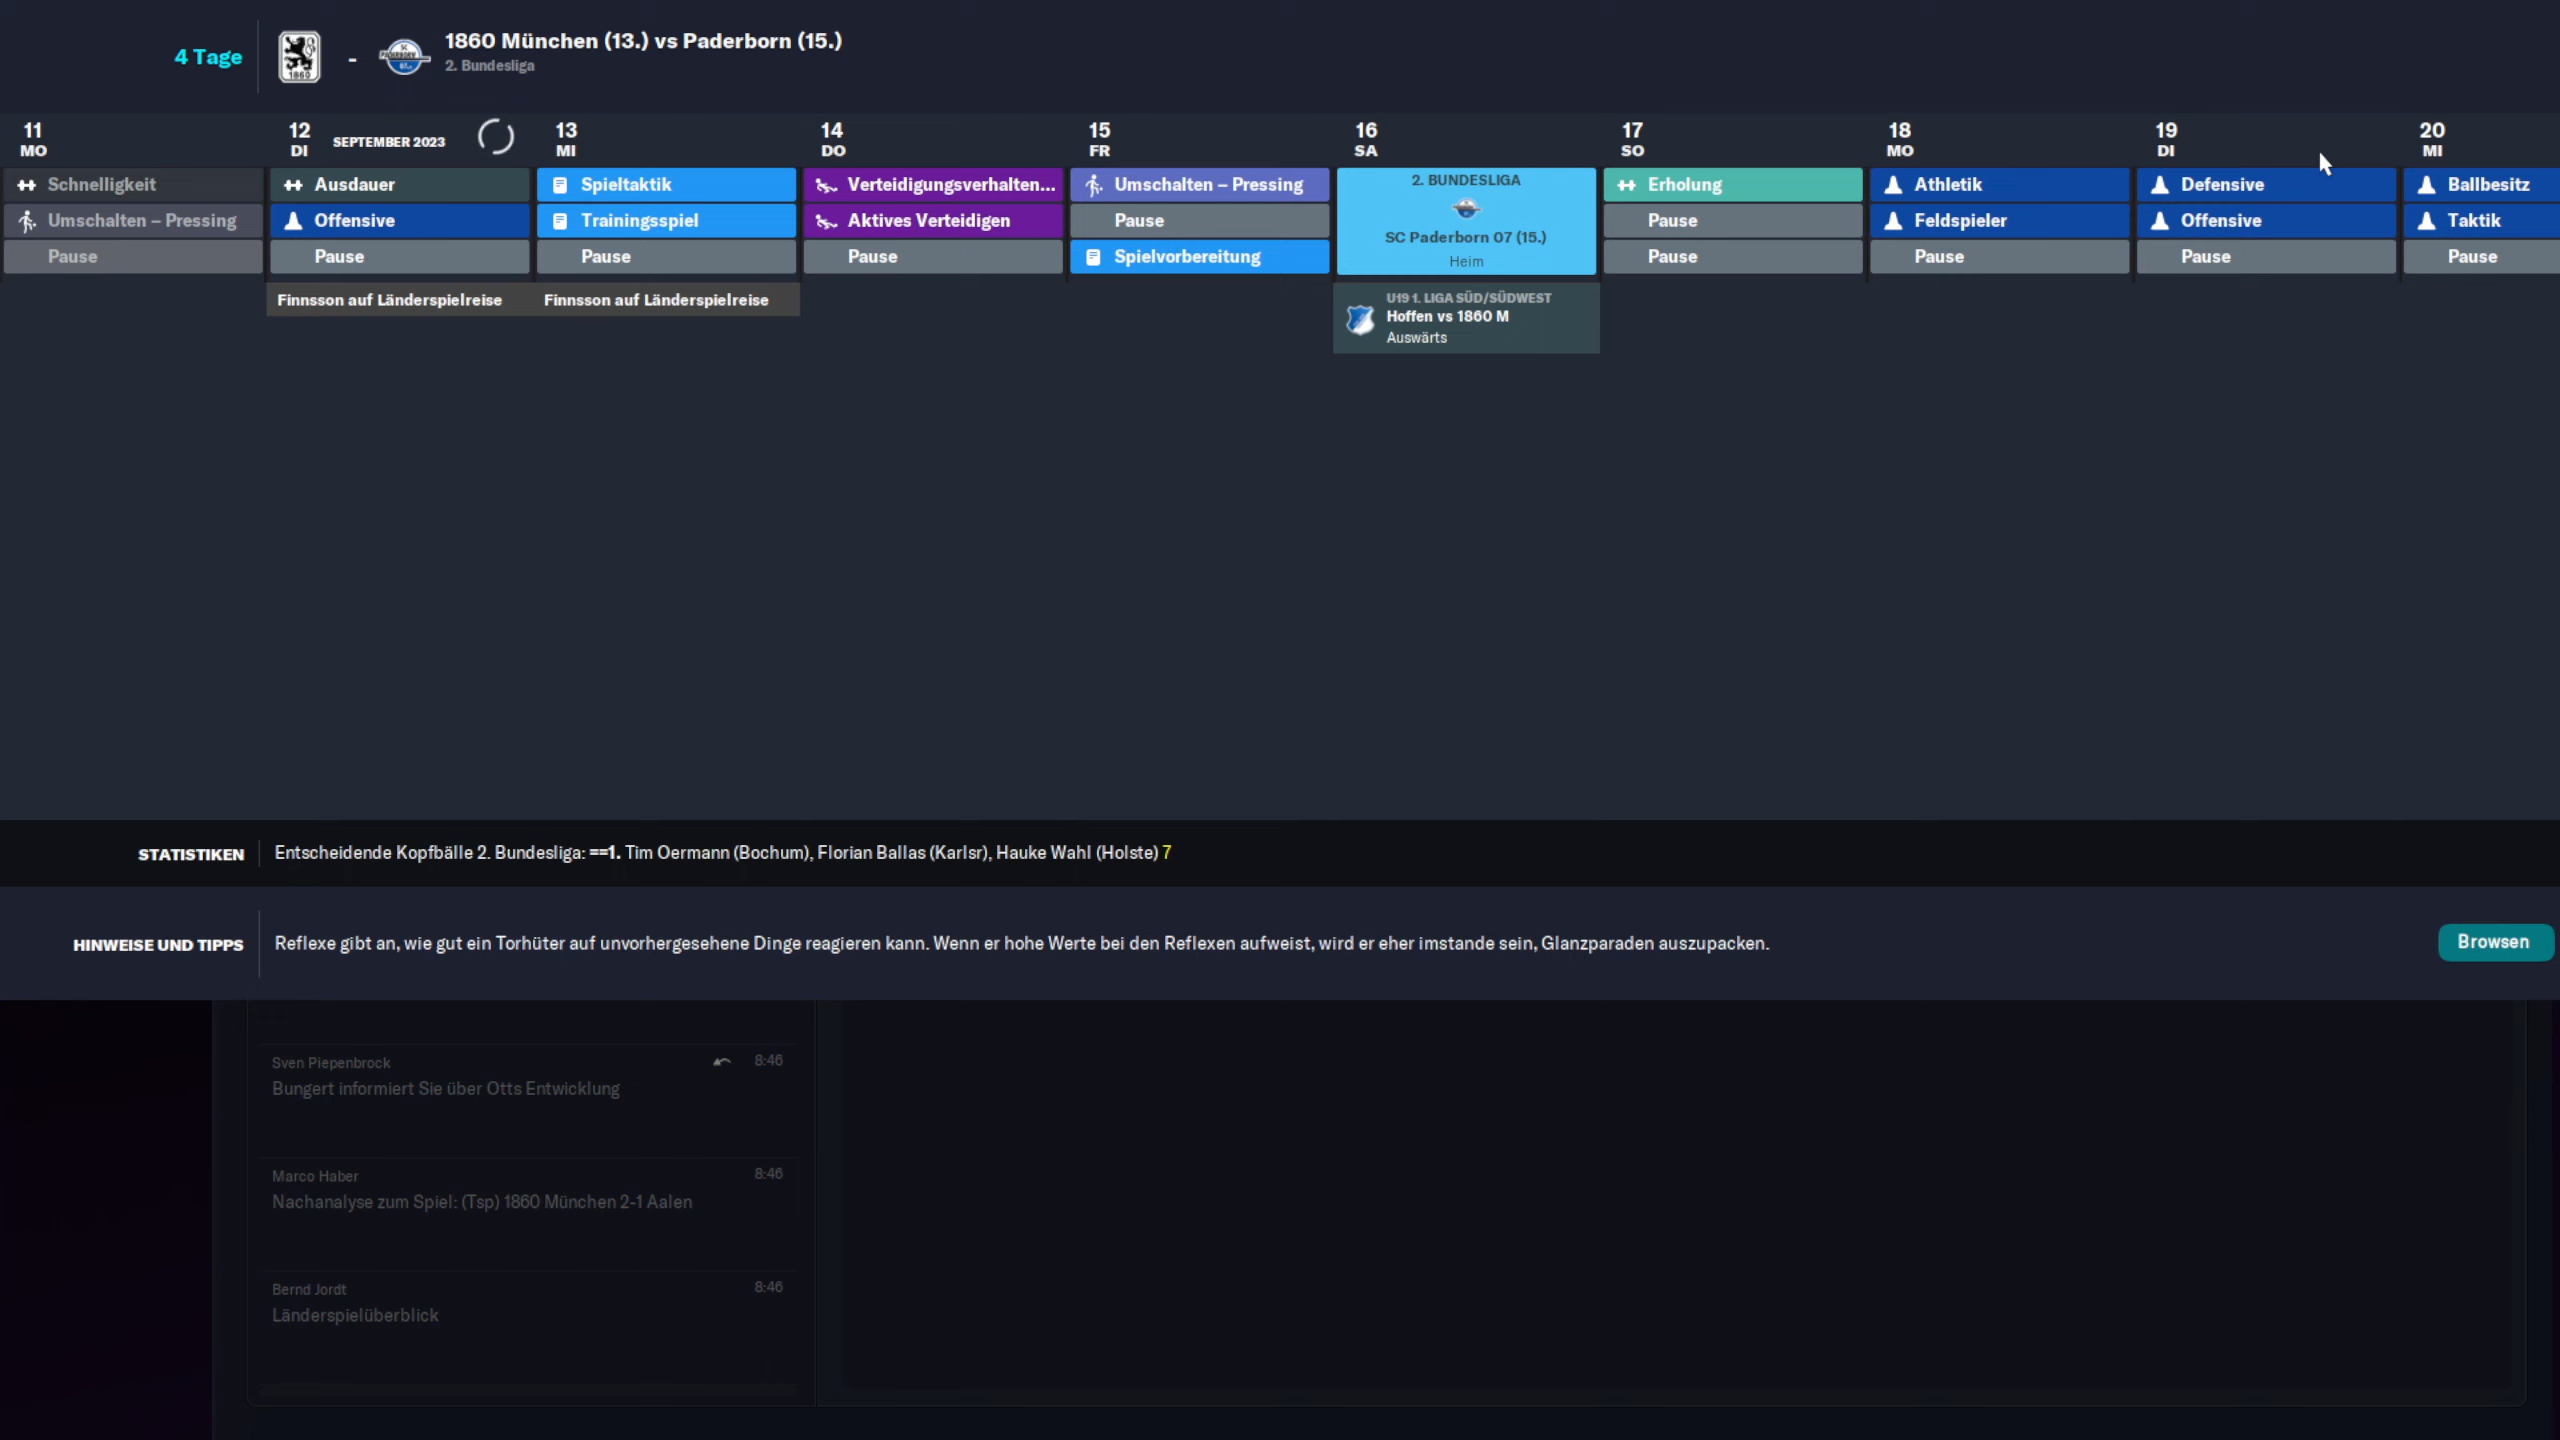 4 Tage
1860 München (13.) vs Paderborn (15.)
2. Bundesliga
11 MO
12 DI
SEPTEMBER 2023
13 MI
14 DO
15 FR
16 SA
17 SO
18 MO
19 DI
20 MI
Schnelligkeit
Umschalten – Pressing
Pause
Ausdauer
Offensive
Pause
Finnsson auf Länderspielreise
Spieltaktik
Trainingsspiel
Pause
Finnsson auf Länderspielreise
Verteidigungsverhalten...
Aktives Verteidigen
Pause
Umschalten – Pressing
Pause
Spielvorbereitung
2. BUNDESLIGA
SC Paderborn 07 (15.)
Heim
U19 1. LIGA SÜD/SÜDWEST
Hoffen vs 1860 M
Auswärts
Erholung
Pause
Pause
Athletik
Feldspieler
Pause
Defensive
Offensive
Pause
Ballbesitz
Taktik
Pause
STATISTIKEN
Entscheidende Kopfbälle 2. Bundesliga: ==1. Tim Oermann (Bochum), Florian Ballas (Karlsr), Hauke Wahl (Holste) 7
HINWEISE UND TIPPS
Reflexe gibt an, wie gut ein Torhüter auf unvorhergesehene Dinge reagieren kann. Wenn er hohe Werte bei den Reflexen aufweist, wird er eher imstande sein, Glanzparaden auszupacken.
Browsen
Sven Piepenbrock
8:46
Bungert informiert Sie über Otts Entwicklung
Marco Haber
8:46
Nachanalyse zum Spiel: (Tsp) 1860 München 2-1 Aalen
Bernd Jordt
8:46
Länderspielüberblick